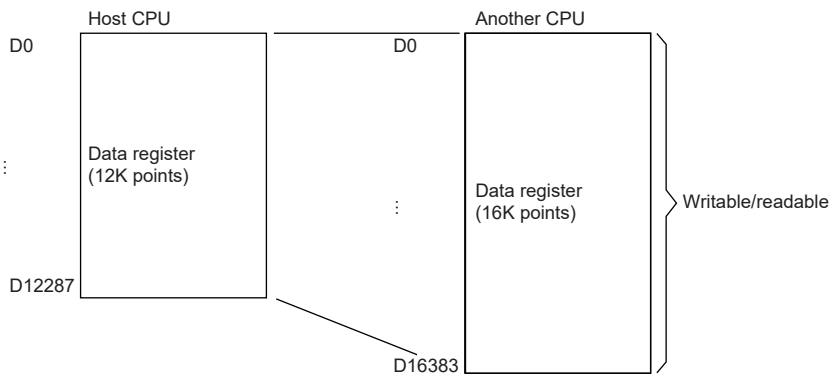 Host CPU
Another CPU
D0
D0
Data register
(12K points)
⋮
Data register
(16K points)
⋮
Writable/readable
D12287
D16383